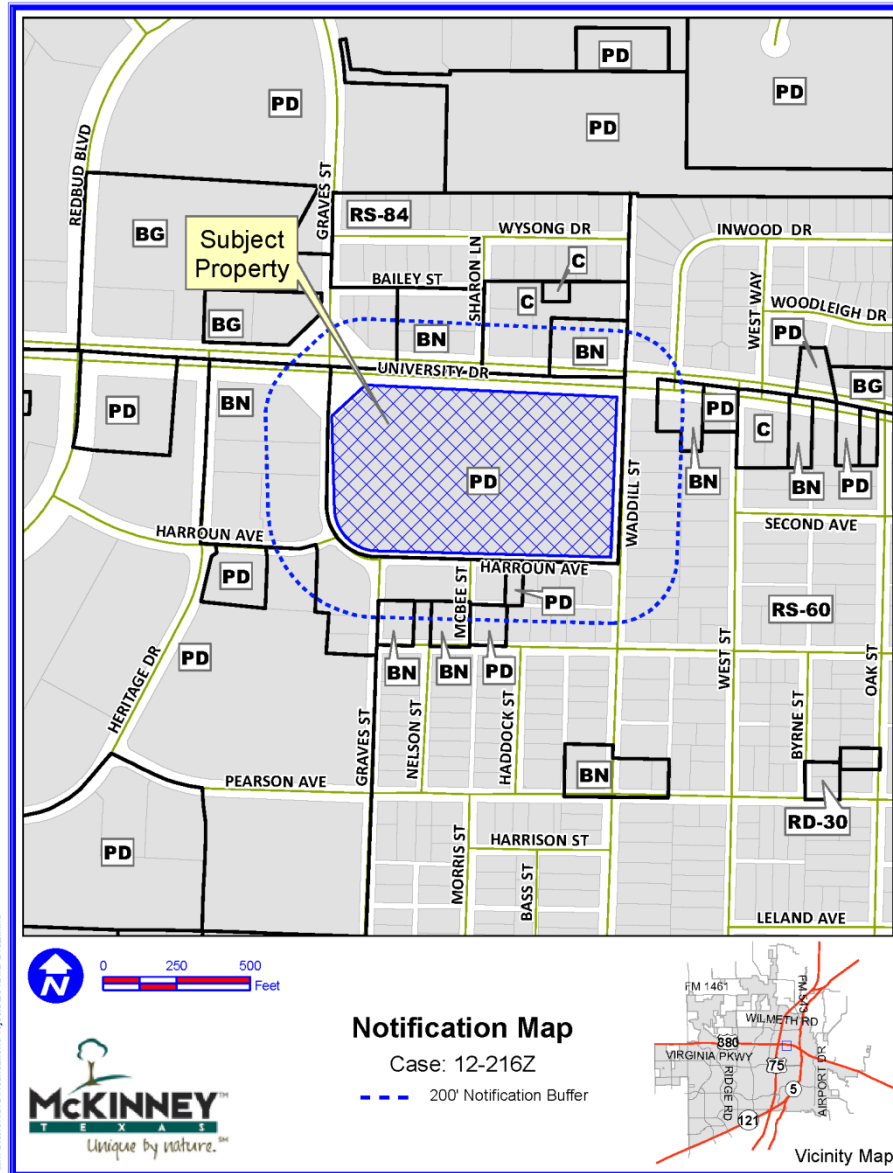 PD
PD
PD
PD
REDBUD BLVD
GRAVES ST
RS-84
WYSONG DR
INWOOD DR
BG
Subject
Property
SHARON LN
C
WEST WAY
BAILEY ST
C
WOODLEIGH DR
BG
BN
BN
PD
UNIVERSITY DR
BG
PD
BN
PD
C
PD
WADDILL ST
BN
BN
PD
SECOND AVE
HARROUN AVE
HARROUN AVE
PD
MCBEE ST
PD
RS-60
PD
BN
BN
PD
WEST ST
OAK ST
HERITAGE DR
GRAVES ST
NELSON ST
HADDOCK ST
BYRNE ST
PEARSON AVE
BN
RD-30
PD
MORRIS ST
HARRISON ST
BASS ST
LELAND AVE
N
0 250 500
Feet
Notification Map
Case: 12-216Z
200' Notification Buffer
McKINNEY™
TEXAS
Unique by nature.℠
FM 1461
FM 543
WILMETH RD
380
VIRGINIA PKWY
75
RIDGE RD
5
AIRPORT DR
121
Vicinity Map